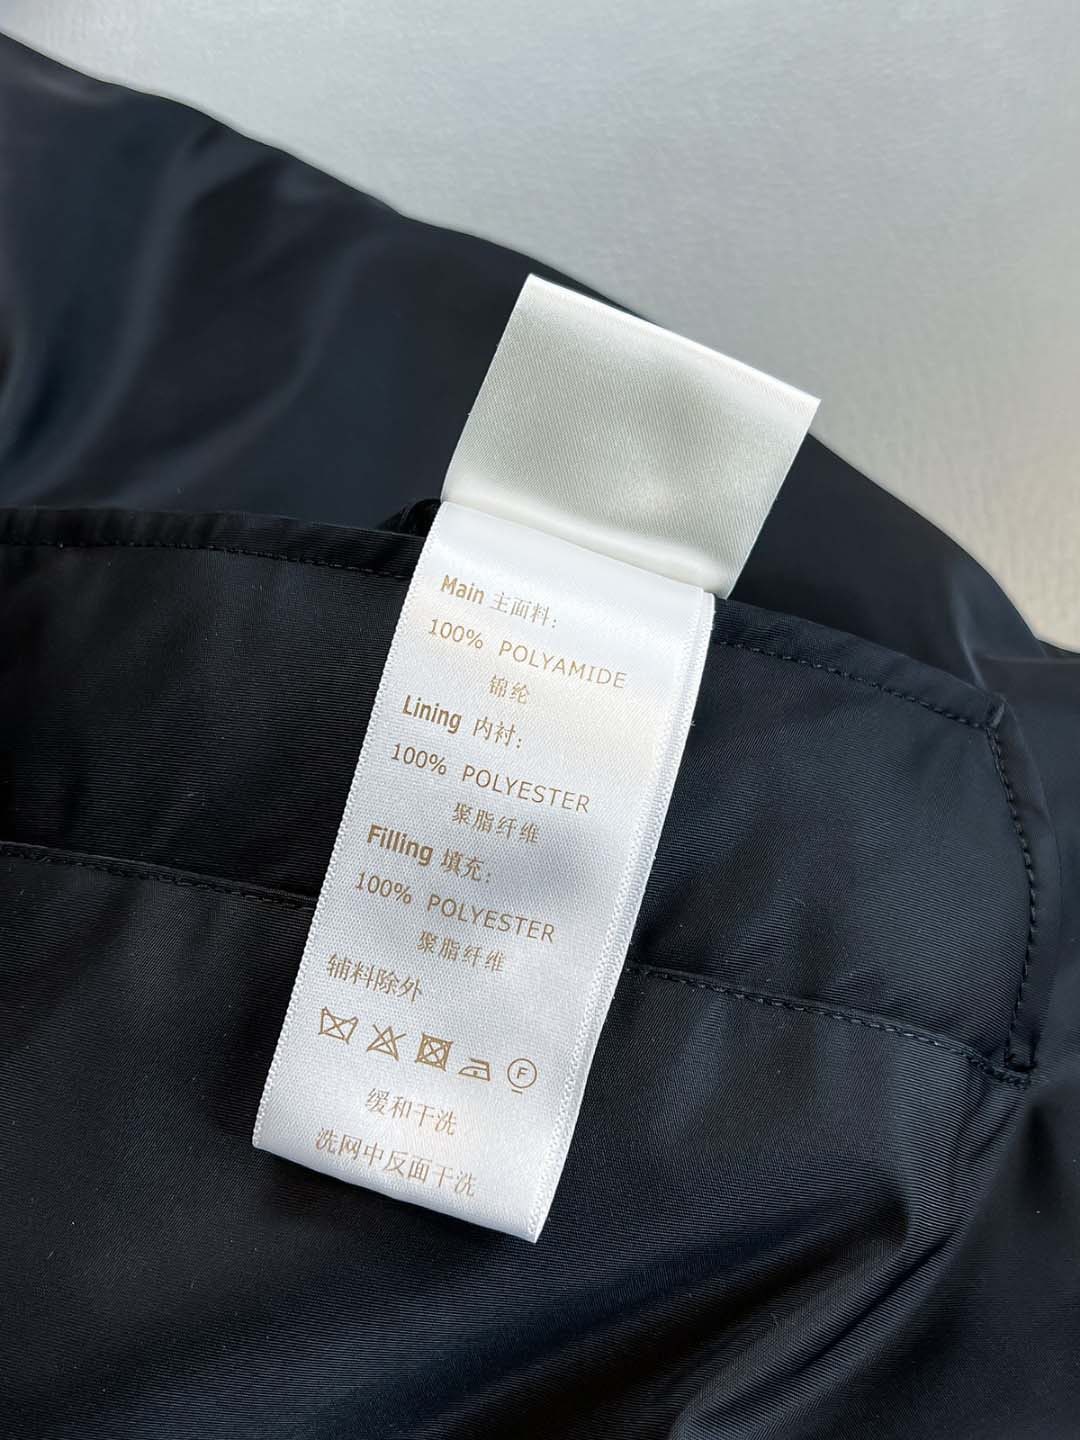 Main 主面料:
100% POLYAMIDE
锦纶
Lining 内衬:
100% POLYESTER
聚脂纤维
Filling 填充:
100% POLYESTER
聚脂纤维
辅料除外
F
缓和干洗
洗网中反面干洗